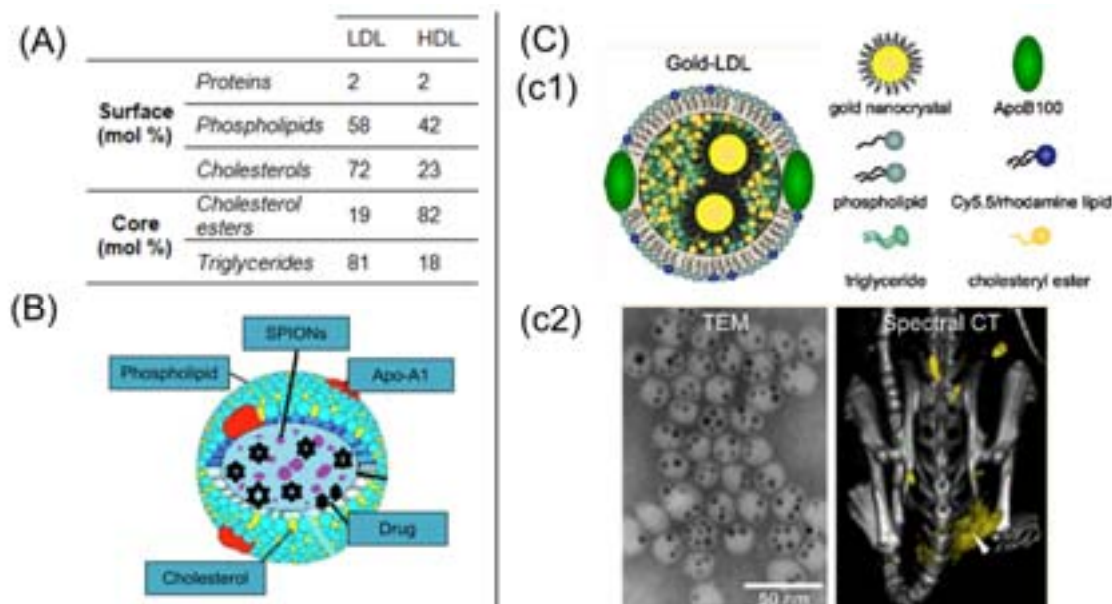 (A)
LDL HDL
Surface
(mol %)
Proteins 2 2
Phospholipids 58 42
Cholesterols 72 23
Core
(mol %)
Cholesterol
esters 19 82
Triglycerides 81 18
(B)
SPIONs
Phospholipid
Apo-A1
Drug
Cholesterol
(C)
(c1)
Gold-LDL
gold nanocrystal
ApoB100
phospholipid
Cy5.5/rhodamine lipid
triglyceride
cholesteryl ester
(c2)
TEM
Spectral CT
50 nm